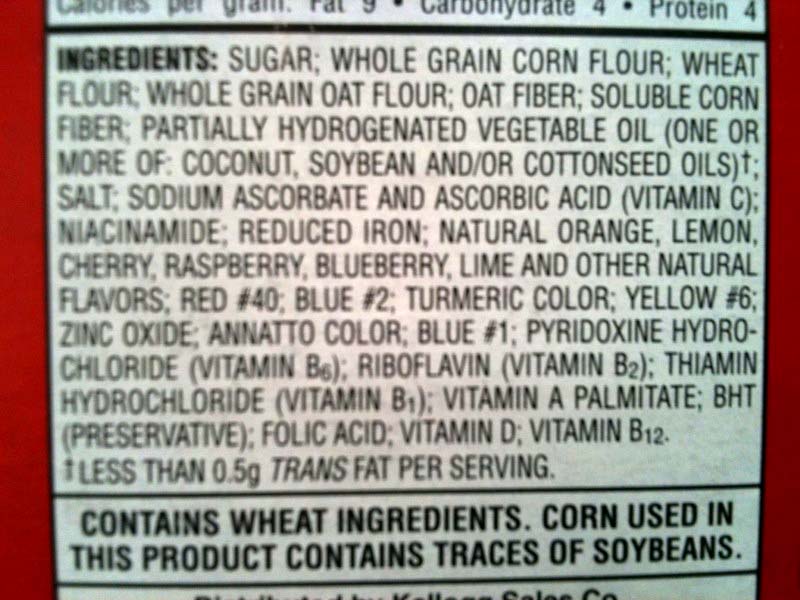 Calories per gram: Fat 9 • Carbohydrate 4 • Protein 4
INGREDIENTS: SUGAR; WHOLE GRAIN CORN FLOUR; WHEAT
FLOUR; WHOLE GRAIN OAT FLOUR; OAT FIBER; SOLUBLE CORN
FIBER; PARTIALLY HYDROGENATED VEGETABLE OIL (ONE OR
MORE OF: COCONUT, SOYBEAN AND/OR COTTONSEED OILS)†;
SALT; SODIUM ASCORBATE AND ASCORBIC ACID (VITAMIN C);
NIACINAMIDE; REDUCED IRON; NATURAL ORANGE, LEMON,
CHERRY, RASPBERRY, BLUEBERRY, LIME AND OTHER NATURAL
FLAVORS; RED #40; BLUE #2; TURMERIC COLOR; YELLOW #6;
ZINC OXIDE; ANNATTO COLOR; BLUE #1; PYRIDOXINE HYDRO-
CHLORIDE (VITAMIN B6); RIBOFLAVIN (VITAMIN B2); THIAMIN
HYDROCHLORIDE (VITAMIN B1); VITAMIN A PALMITATE; BHT
(PRESERVATIVE); FOLIC ACID; VITAMIN D; VITAMIN B12.
†LESS THAN 0.5g TRANS FAT PER SERVING.
CONTAINS WHEAT INGREDIENTS. CORN USED IN
THIS PRODUCT CONTAINS TRACES OF SOYBEANS.
Distributed by Kellogg Sales Co.